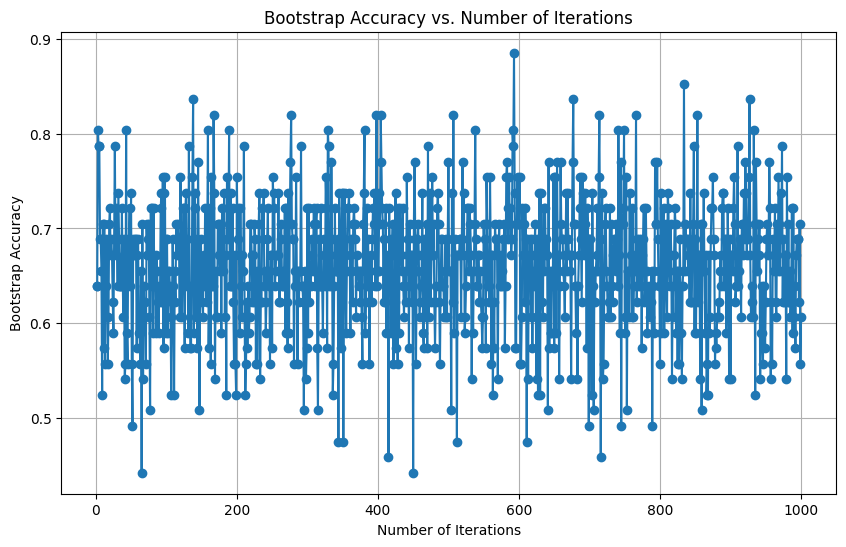 Bootstrap Accuracy vs. Number of Iterations
Bootstrap Accuracy
0.9
0.8
0.7
0.6
0.5
0 200 400 600 800 1000
Number of Iterations